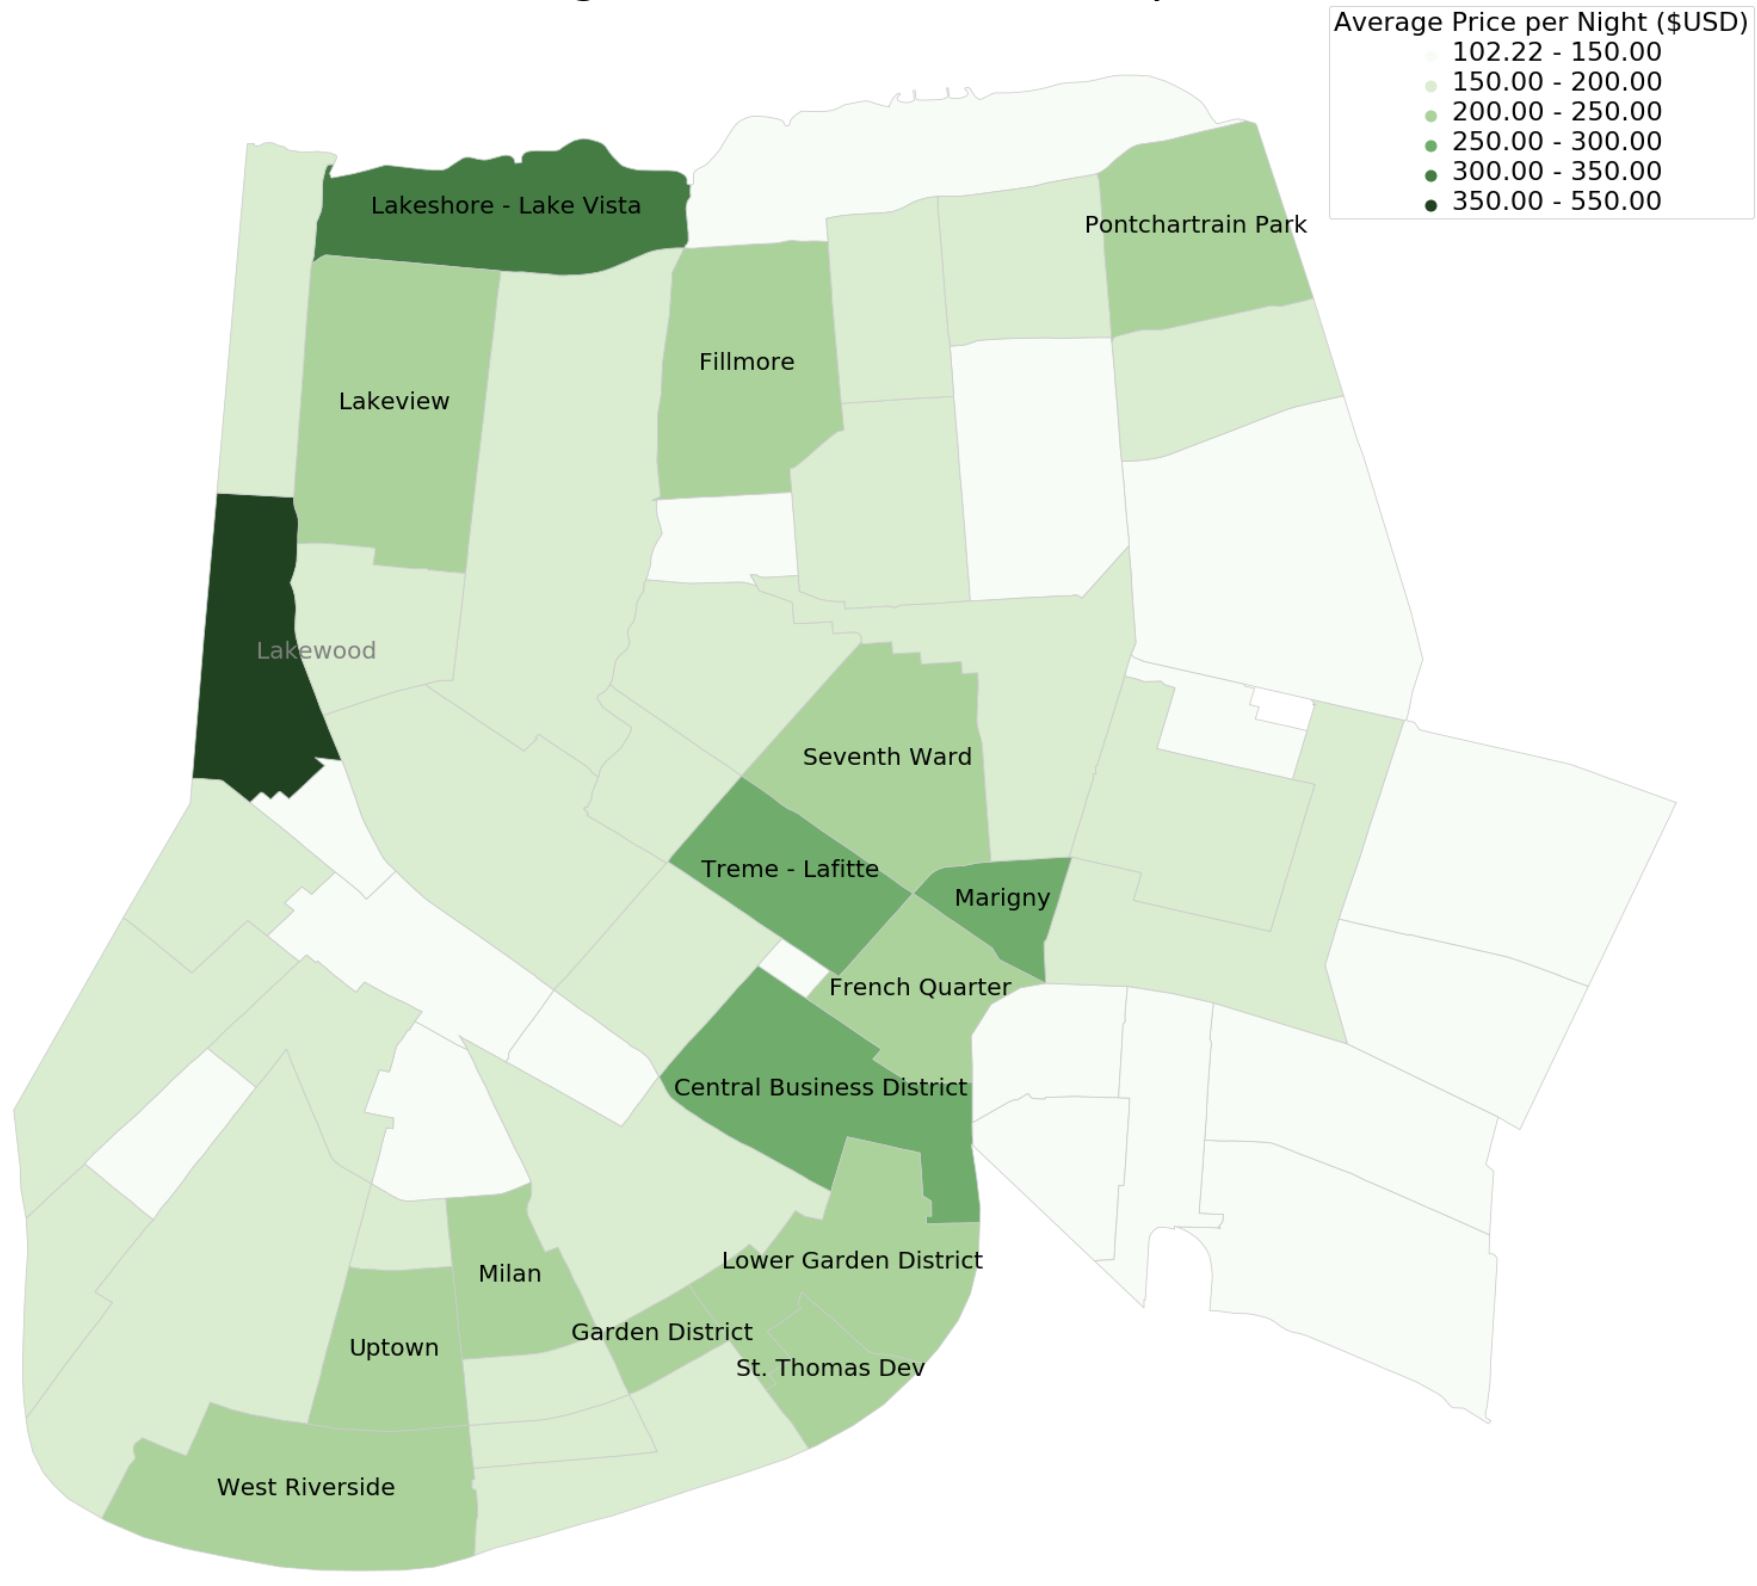 Average Price per Night ($USD)
102.22 - 150.00
150.00 - 200.00
200.00 - 250.00
250.00 - 300.00
300.00 - 350.00
350.00 - 550.00
Lakeshore - Lake Vista
Pontchartrain Park
Fillmore
Lakeview
Lakewood
Seventh Ward
Treme - Lafitte
Marigny
French Quarter
Central Business District
Lower Garden District
Milan
Garden District
Uptown
St. Thomas Dev
West Riverside